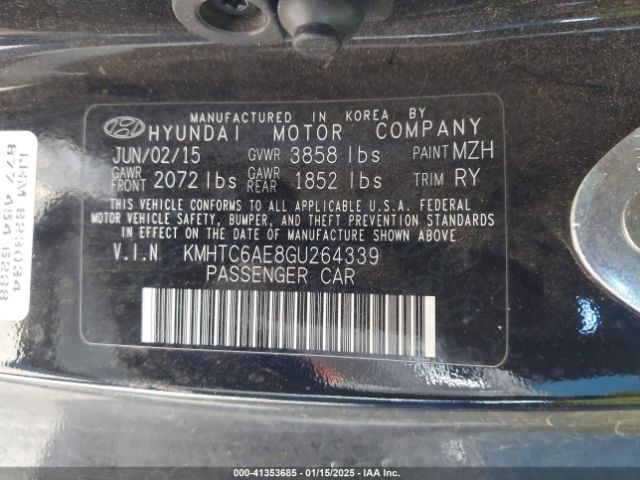 MANUFACTURED IN KOREA BY
HYUNDAI MOTOR COMPANY
JUN/02/15 GVWR 3858 lbs PAINT MZH
GAWR FRONT 2072 lbs GAWR REAR 1852 lbs TRIM RY
THIS VEHICLE CONFORMS TO ALL APPLICABLE U.S.A. FEDERAL
MOTOR VEHICLE SAFETY, BUMPER, AND THEFT PREVENTION STANDARDS
IN EFFECT ON THE DATE OF MANUFACTURE SHOWN ABOVE.
V.I.N KMHTC6AE8GU264339
PASSENGER CAR
00-41353685 - 01/15/2025 - IAA Inc.